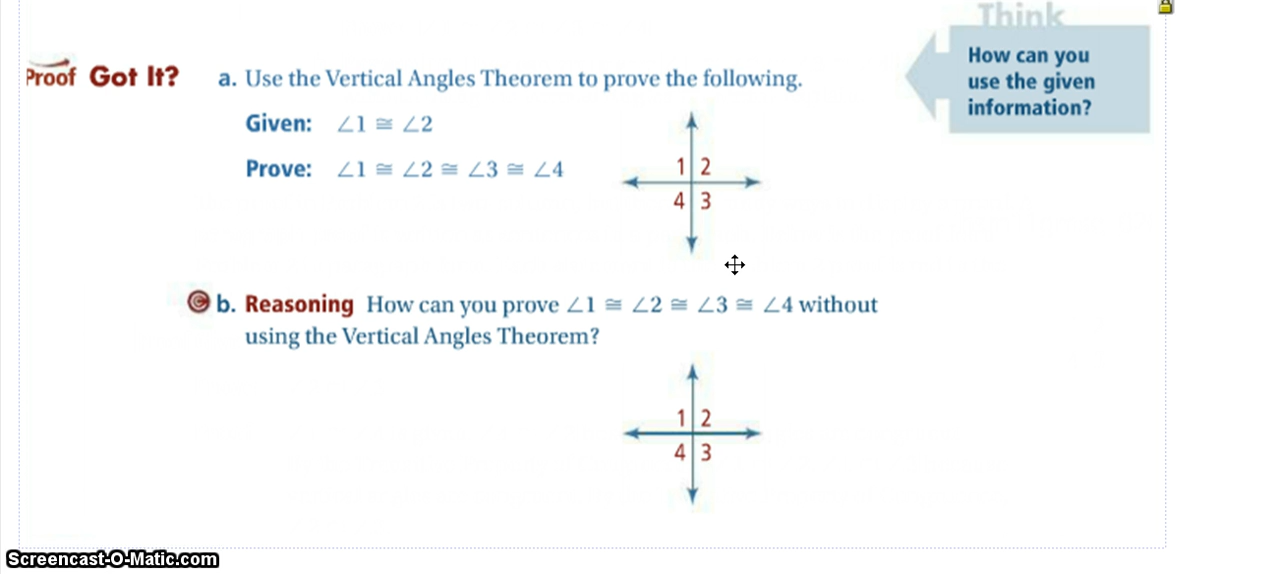 Think
How can you
use the given
information?
Proof Got It? a. Use the Vertical Angles Theorem to prove the following.
Given: ∠1 ≅ ∠2
Prove: ∠1 ≅ ∠2 ≅ ∠3 ≅ ∠4
1 2
4 3
b. Reasoning How can you prove ∠1 ≅ ∠2 ≅ ∠3 ≅ ∠4 without
using the Vertical Angles Theorem?
1 2
4 3
Screencast-O-Matic.com